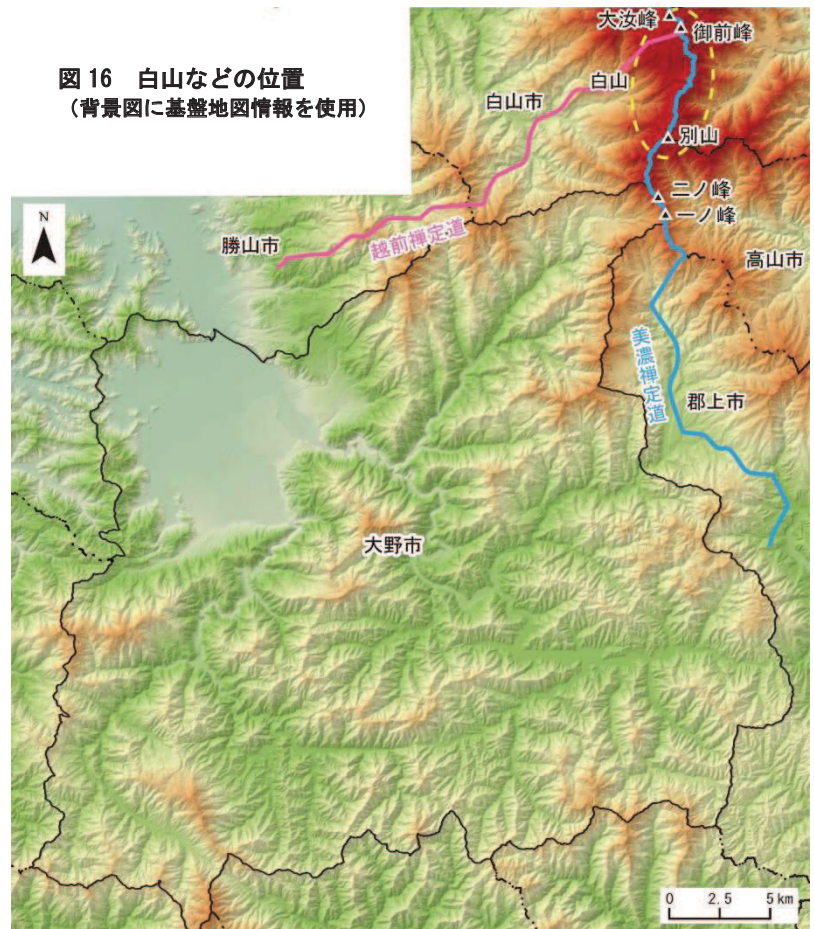 図16 白山などの位置
（背景図に基盤地図情報を使用）
大汝峰
御前峰
白山
白山市
別山
二ノ峰
一ノ峰
N
勝山市
越前禅定道
高山市
美濃禅定道
郡上市
大野市
0 2.5 5km